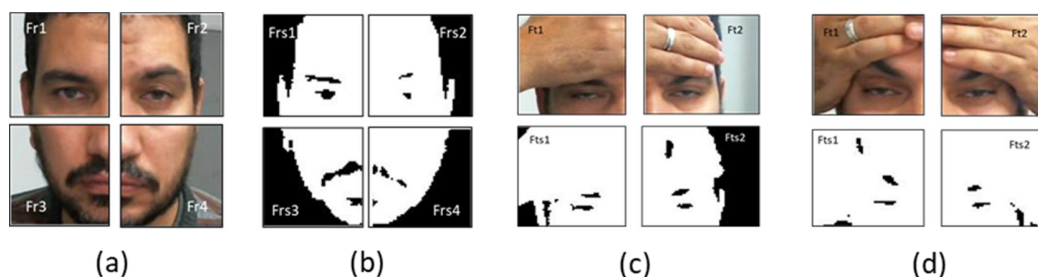 Fr1 Fr2 Frs1 Frs2 Ft1 Ft2 Ft1 Ft2
Fr3 Fr4 Frs3 Frs4 Fts1 Fts2 Fts1 Fts2
(a) (b) (c) (d)